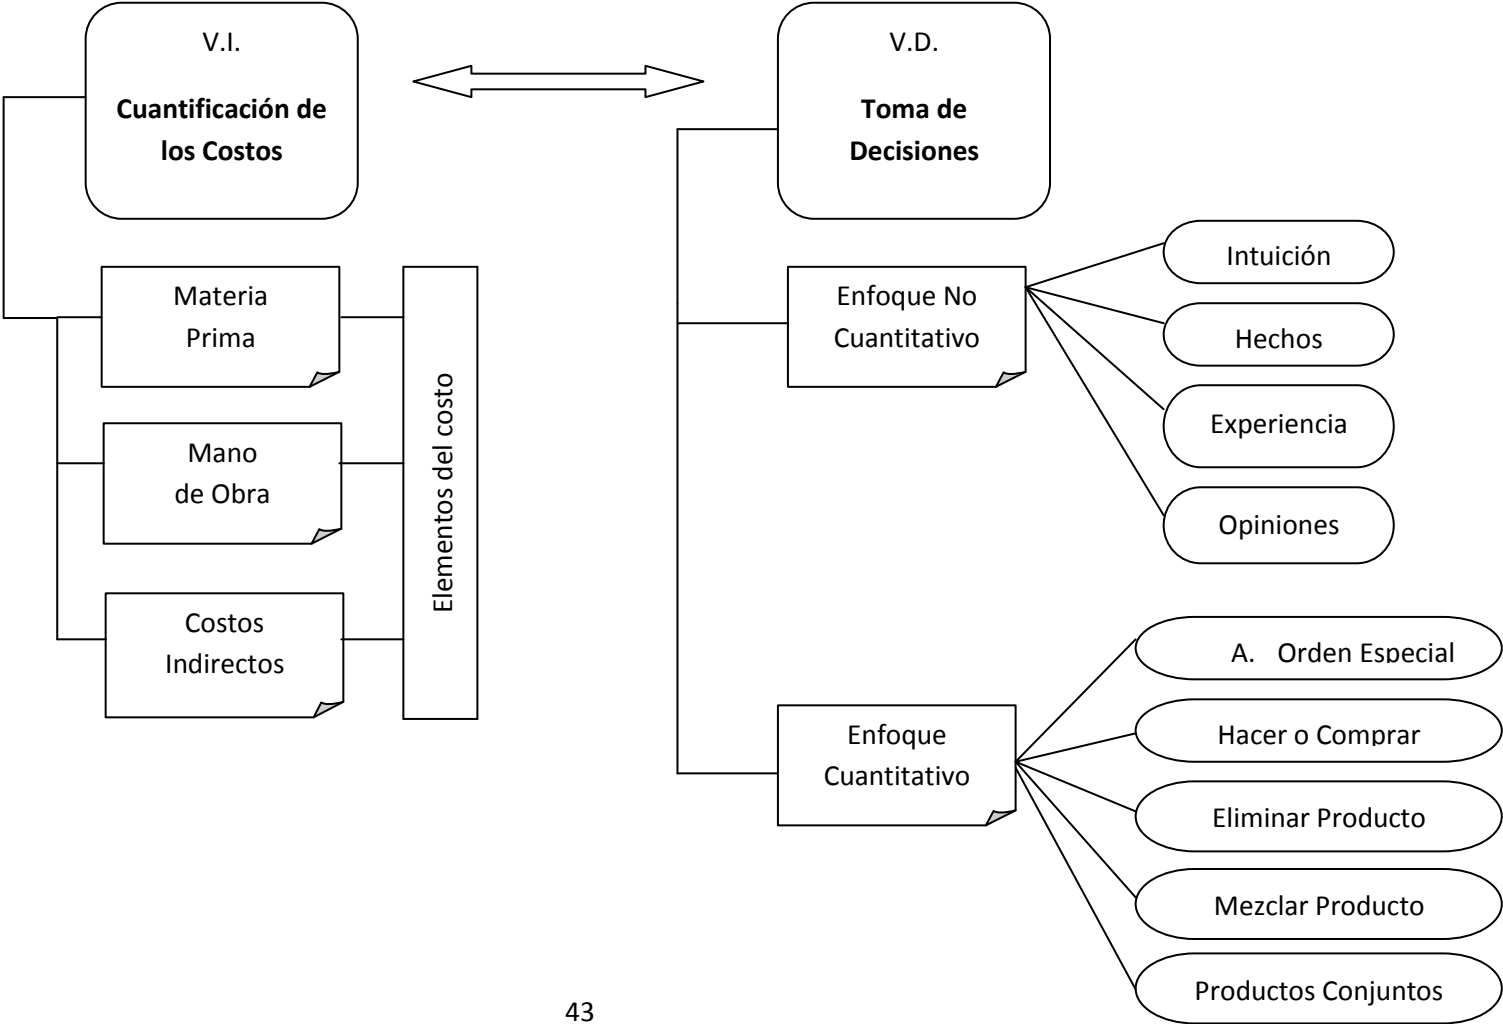 V.I.
Cuantificación de
los Costos
V.D.
Toma de
Decisiones
Materia
Prima
Mano
de Obra
Costos
Indirectos
Elementos del costo
Enfoque No
Cuantitativo
Intuición
Hechos
Experiencia
Opiniones
Enfoque
Cuantitativo
A. Orden Especial
Hacer o Comprar
Eliminar Producto
Mezclar Producto
Productos Conjuntos
43